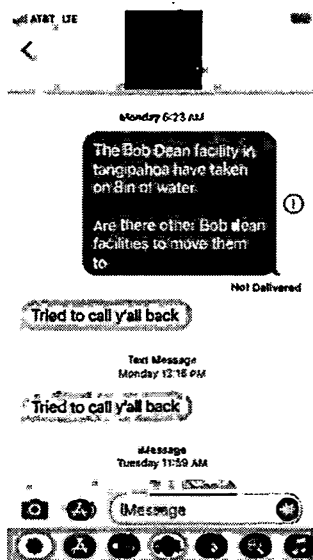 AT&T LTE
Monday 6:23 AM
The Bob Dean facility in
tangipahoa have taken
on 8in of water
Are there other Bob dean
facilities to move them
to
Not Delivered
Tried to call y'all back
Text Message
Monday 12:16 PM
Tried to call y'all back
iMessage
Tuesday 11:59 AM
iMessage